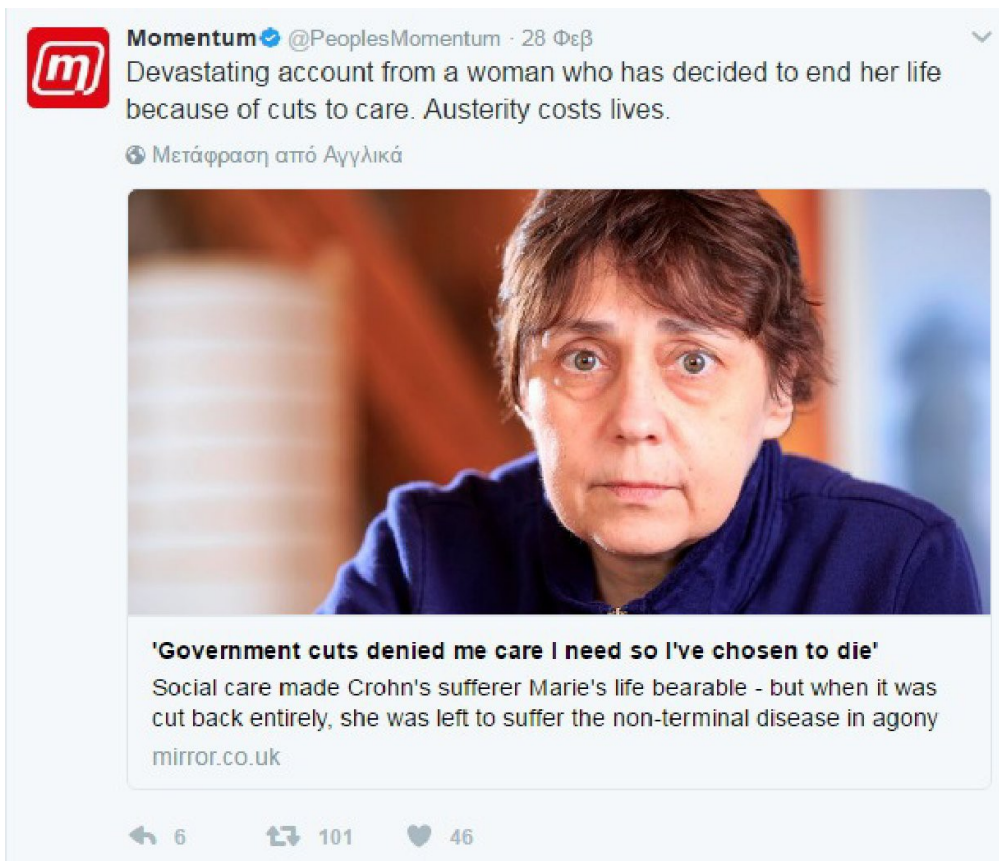 Momentum @PeoplesMomentum · 28 Φεβ
Devastating account from a woman who has decided to end her life
because of cuts to care. Austerity costs lives.
Μετάφραση από Αγγλικά
'Government cuts denied me care I need so I've chosen to die'
Social care made Crohn's sufferer Marie's life bearable - but when it was
cut back entirely, she was left to suffer the non-terminal disease in agony
mirror.co.uk
6 101 46